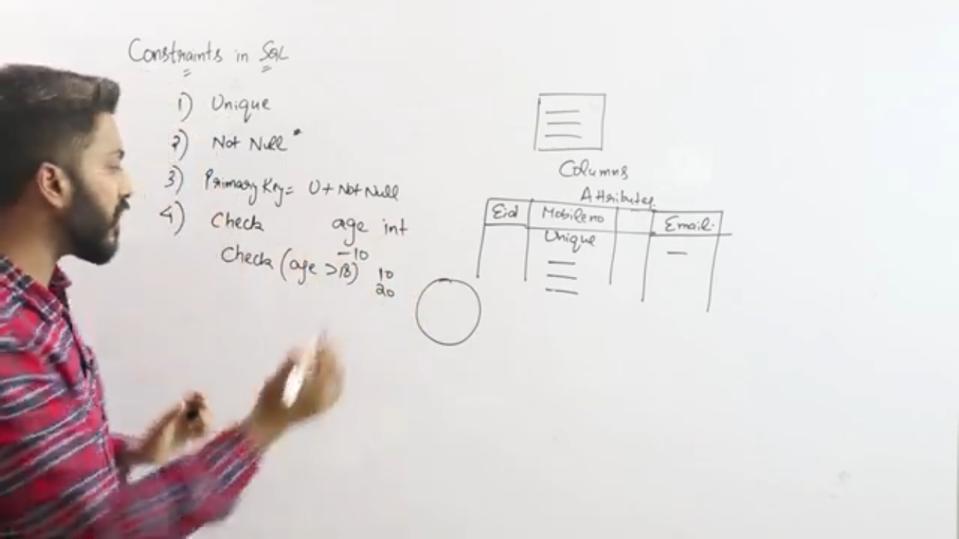 Constraints in SQL
1) Unique
2) Not Null*
3) Primary Key = U + Not Null
4) Check age int
-10
Check (age > 18) 10
20
Columns
Attributes
Eid Mobileno Email
Unique